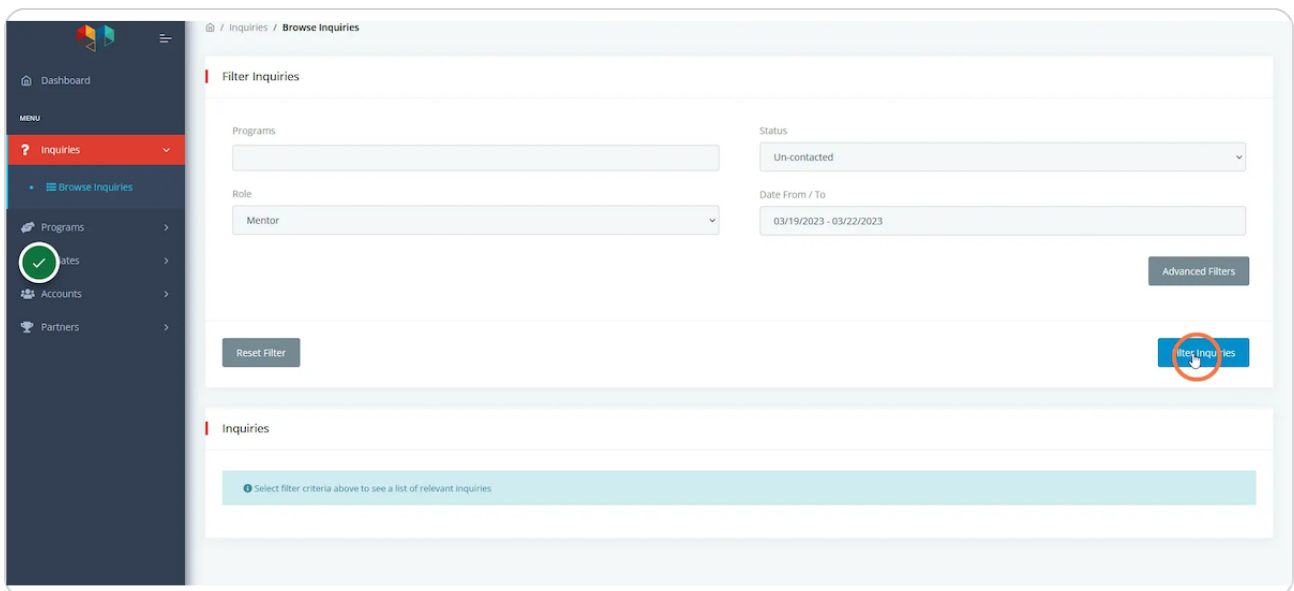 / Inquiries / Browse Inquiries
Dashboard
MENU
Inquiries
Browse Inquiries
Programs
Accounts
Partners
Filter Inquiries
Programs
Status
Un-contacted
Role
Date From / To
Mentor
03/19/2023 - 03/22/2023
Advanced Filters
Reset Filter
Filter Inquiries
Inquiries
Select filter criteria above to see a list of relevant inquiries